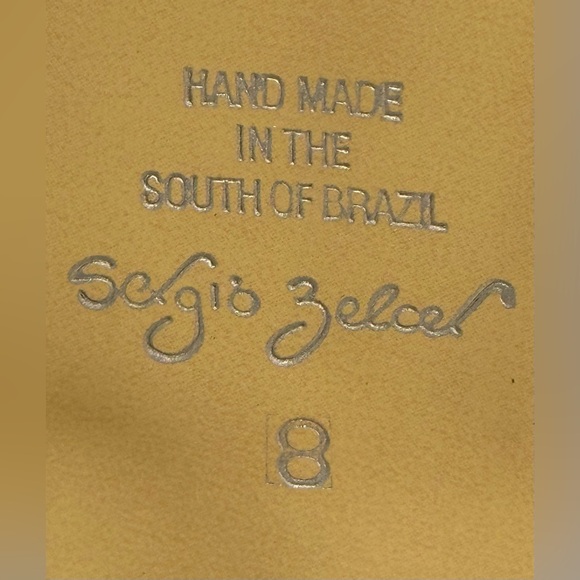 HAND MADE
IN THE
SOUTH OF BRAZIL
Sergio Zelcer
8